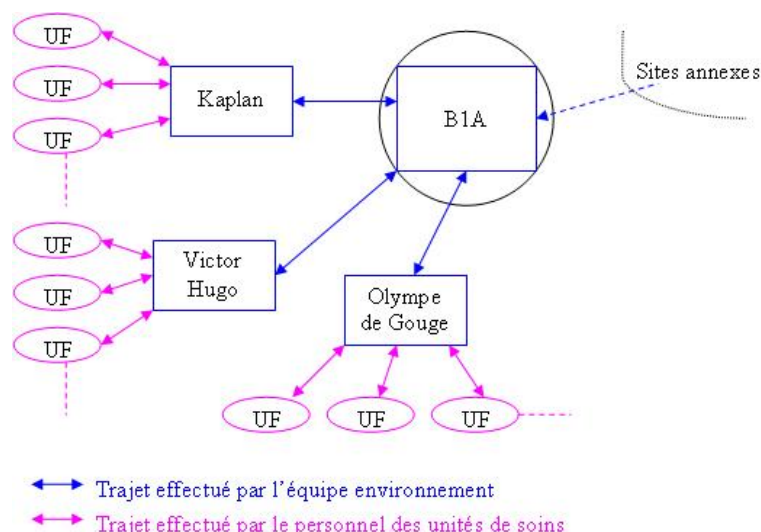 UF
UF
UF
Kaplan
B1A
Sites annexes
UF
UF
UF
Victor
Hugo
Olympe
de Gouge
UF
UF
UF
Trajet effectué par l'équipe environnement
Trajet effectué par le personnel des unités de soins